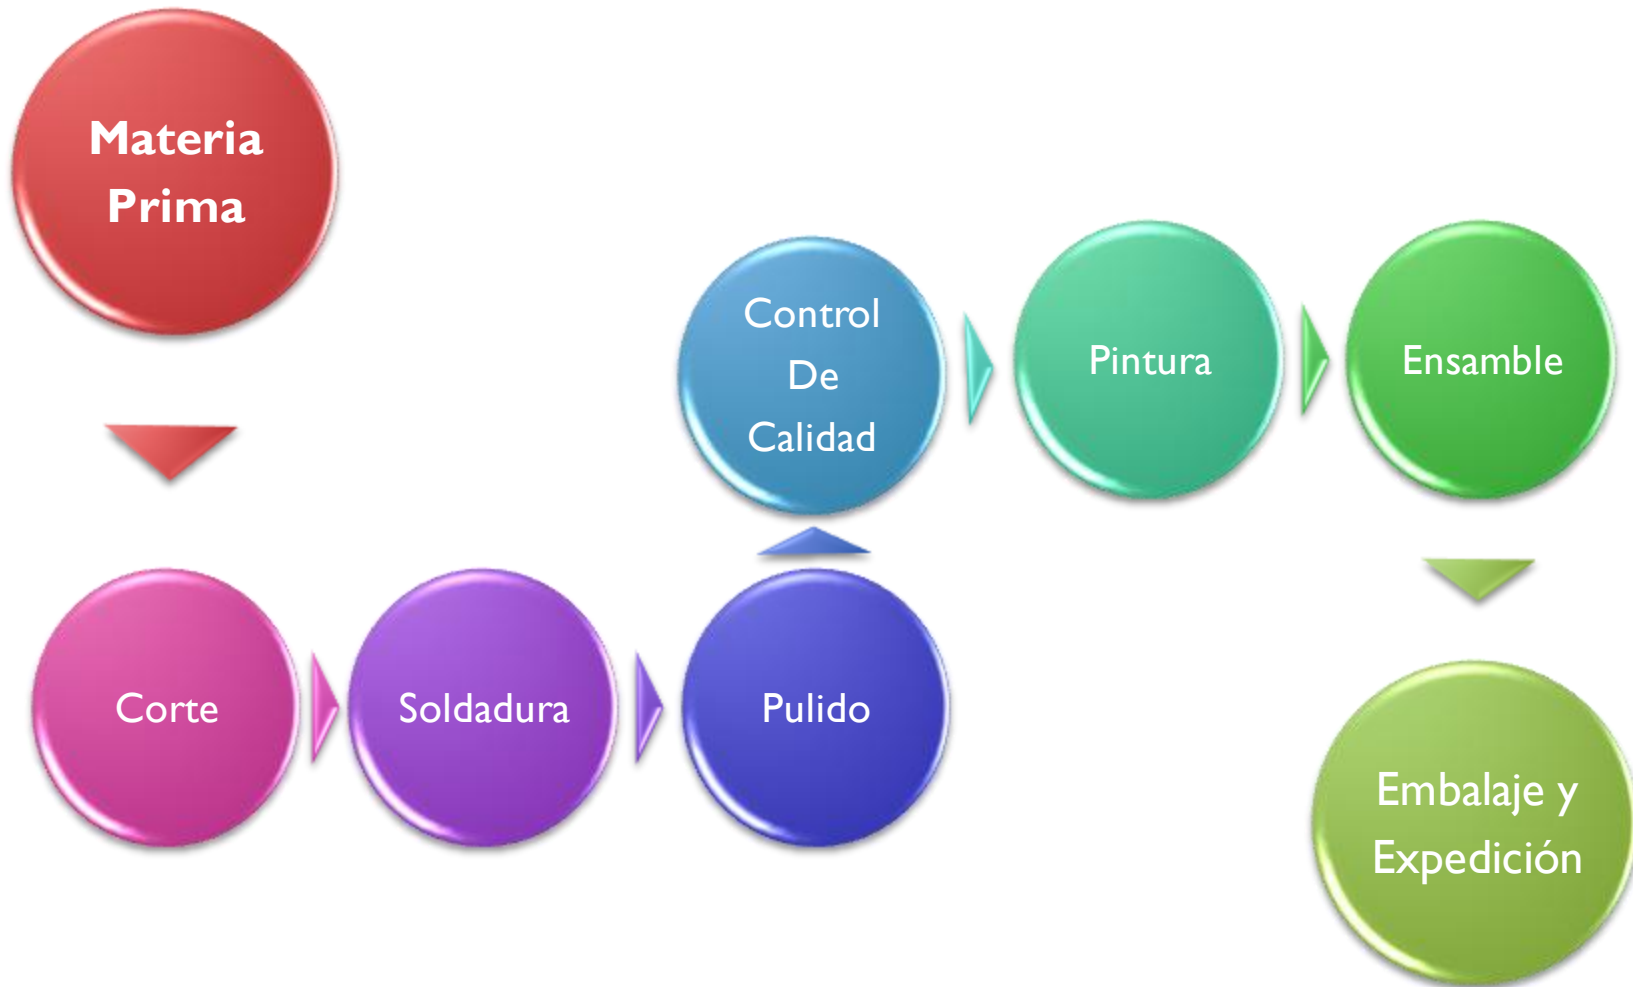 Materia
Prima
Corte
Soldadura
Pulido
Control
De
Calidad
Pintura
Ensamble
Embalaje y
Expedición